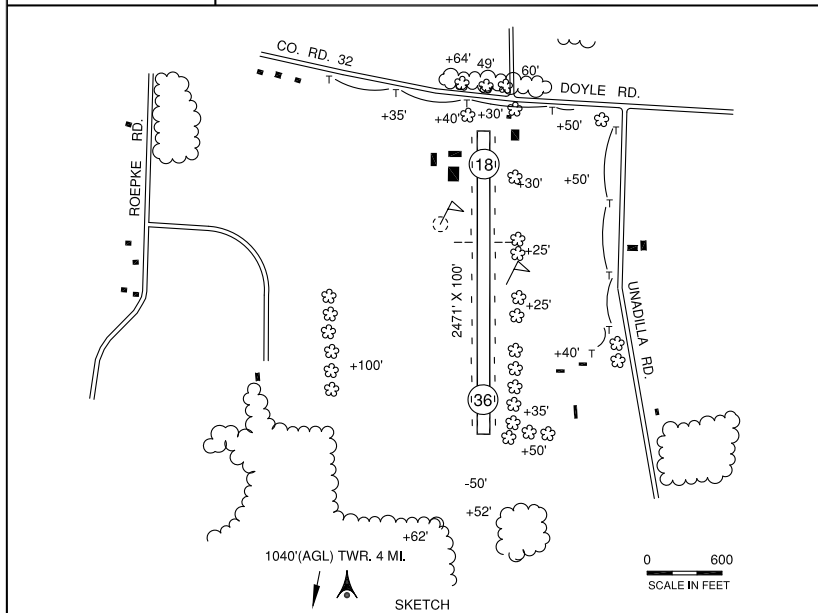 +64'
49'
60'
CO. RD. 32
DOYLE RD.
+35'
+40'
+30'
+50'
ROEPKE RD.
18
+30'
+50'
+25'
2471' X 100'
+25'
UNADILLA RD.
+100'
+40'
36
+35'
+50'
-50'
+52'
+62'
1040'(AGL) TWR. 4 MI.
0 600
SCALE IN FEET
SKETCH
T
T
T
T
T
T
T
T
T